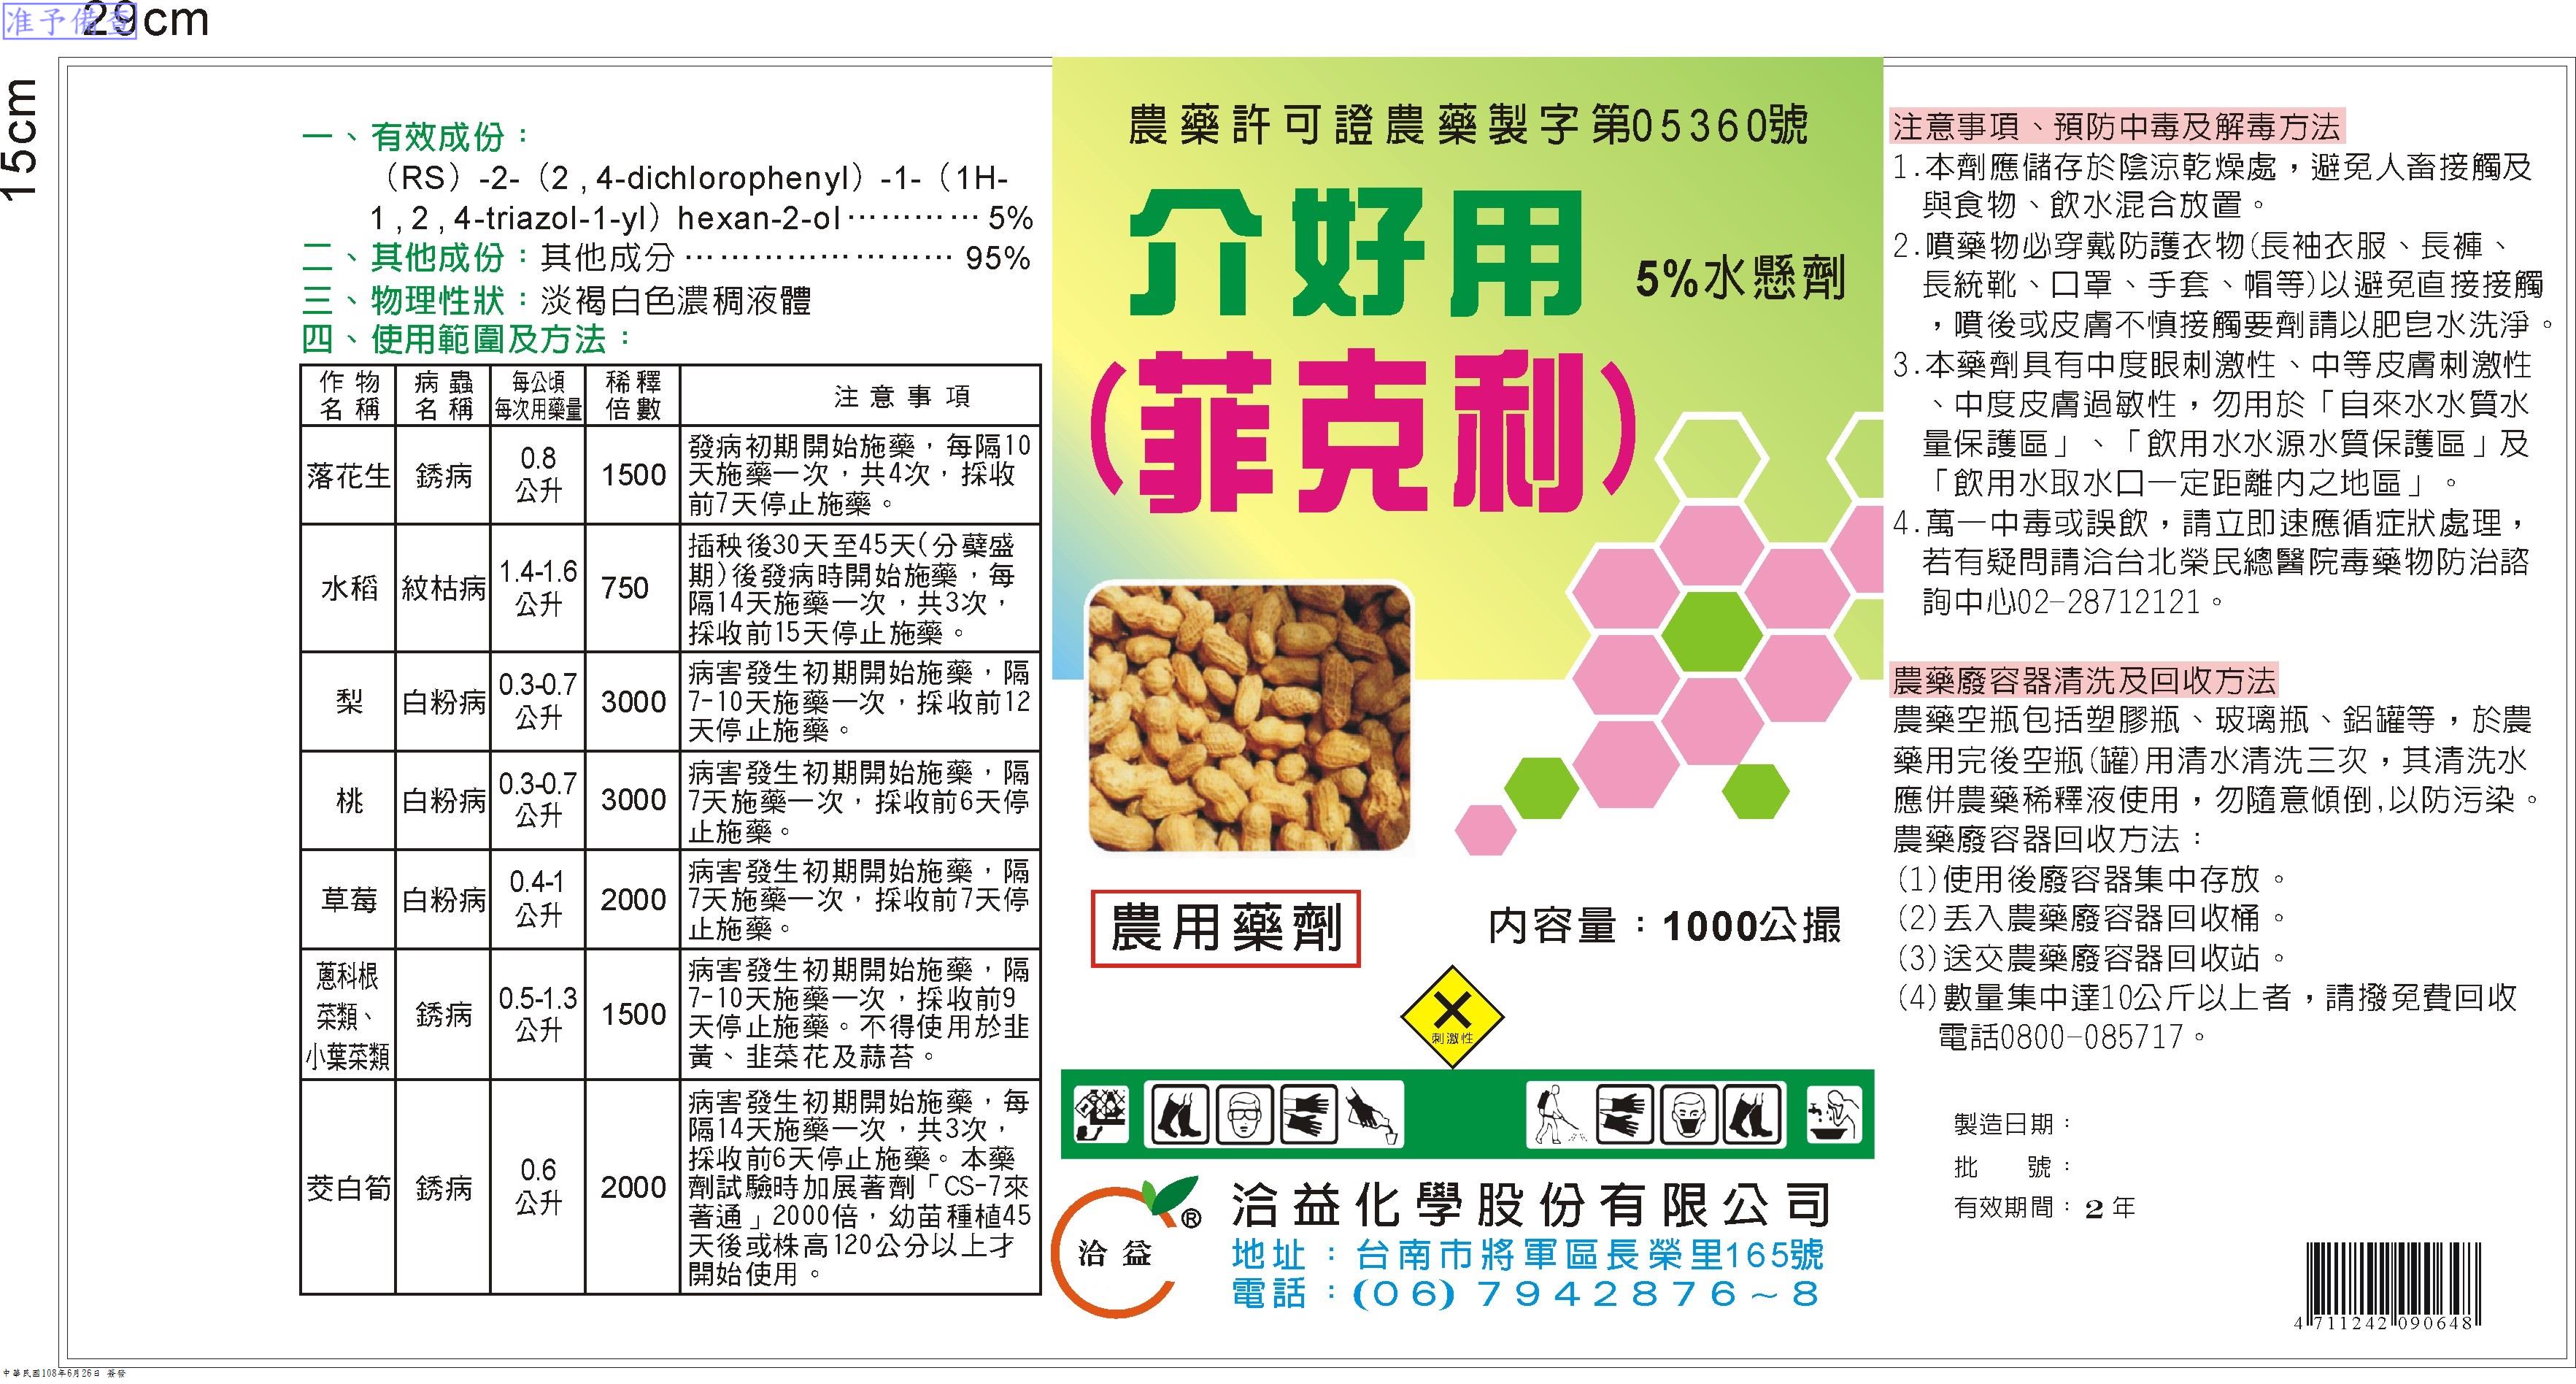 准予備查
29cm
15cm
一、有效成份：
（RS）-2-（2 , 4-dichlorophenyl）-1-（1H-
1 , 2 , 4-triazol-1-yl）hexan-2-ol………… 5%
二、其他成份：其他成分 …………………… 95%
三、物理性狀：淡褐白色濃稠液體
四、使用範圍及方法：
作物名稱 病蟲名稱 每公頃每次用藥量 稀釋倍數 注意事項
落花生 銹病 0.8公升 1500
發病初期開始施藥，每隔10
天施藥一次，共4次，採收
前7天停止施藥。
水稻 紋枯病 1.4-1.6公升 750
插秧後30天至45天(分櫱盛
期)後發病時開始施藥，每
隔14天施藥一次，共3次，
採收前15天停止施藥。
梨 白粉病 0.3-0.7公升 3000
病害發生初期開始施藥，隔
7-10天施藥一次，採收前12
天停止施藥。
桃 白粉病 0.3-0.7公升 3000
病害發生初期開始施藥，隔
7天施藥一次，採收前6天停
止施藥。
草莓 白粉病 0.4-1公升 2000
病害發生初期開始施藥，隔
7天施藥一次，採收前7天停
止施藥。
蔥科根菜類、小葉菜類 銹病 0.5-1.3公升 1500
病害發生初期開始施藥，隔
7-10天施藥一次，採收前9
天停止施藥。不得使用於韭
黃、韭菜花及蒜苔。
茭白筍 銹病 0.6公升 2000
病害發生初期開始施藥，每
隔14天施藥一次，共3次，
採收前6天停止施藥。本藥
劑試驗時加展著劑「CS-7來
著通」2000倍，幼苗種植45
天後或株高120公分以上才
開始使用。
農藥許可證農藥製字第05360號
介好用
5%水懸劑
(菲克利)
農用藥劑
内容量：1000公撮
刺激性
洽益
®
洽益化學股份有限公司
地址：台南市將軍區長榮里165號
電話：(06) 7942876~8
注意事項、預防中毒及解毒方法
1.本劑應儲存於陰涼乾燥處，避免人畜接觸及
與食物、飲水混合放置。
2.噴藥物必穿戴防護衣物(長袖衣服、長褲、
長統靴、口罩、手套、帽等)以避免直接接觸
，噴後或皮膚不慎接觸要劑請以肥皂水洗淨。
3.本藥劑具有中度眼刺激性、中等皮膚刺激性
、中度皮膚過敏性，勿用於「自來水水質水
量保護區」、「飲用水水源水質保護區」及
「飲用水取水口一定距離內之地區」。
4.萬一中毒或誤飲，請立即速應循症狀處理，
若有疑問請洽台北榮民總醫院毒藥物防治諮
詢中心02-28712121。
農藥廢容器清洗及回收方法
農藥空瓶包括塑膠瓶、玻璃瓶、鋁罐等，於農
藥用完後空瓶(罐)用清水清洗三次，其清洗水
應併農藥稀釋液使用，勿隨意傾倒,以防污染。
農藥廢容器回收方法：
(1)使用後廢容器集中存放。
(2)丟入農藥廢容器回收桶。
(3)送交農藥廢容器回收站。
(4)數量集中達10公斤以上者，請撥免費回收
電話0800-085717。
製造日期：
批　號：
有效期間：2 年
4 711242 090648
中華民國108年6月26日 簽發